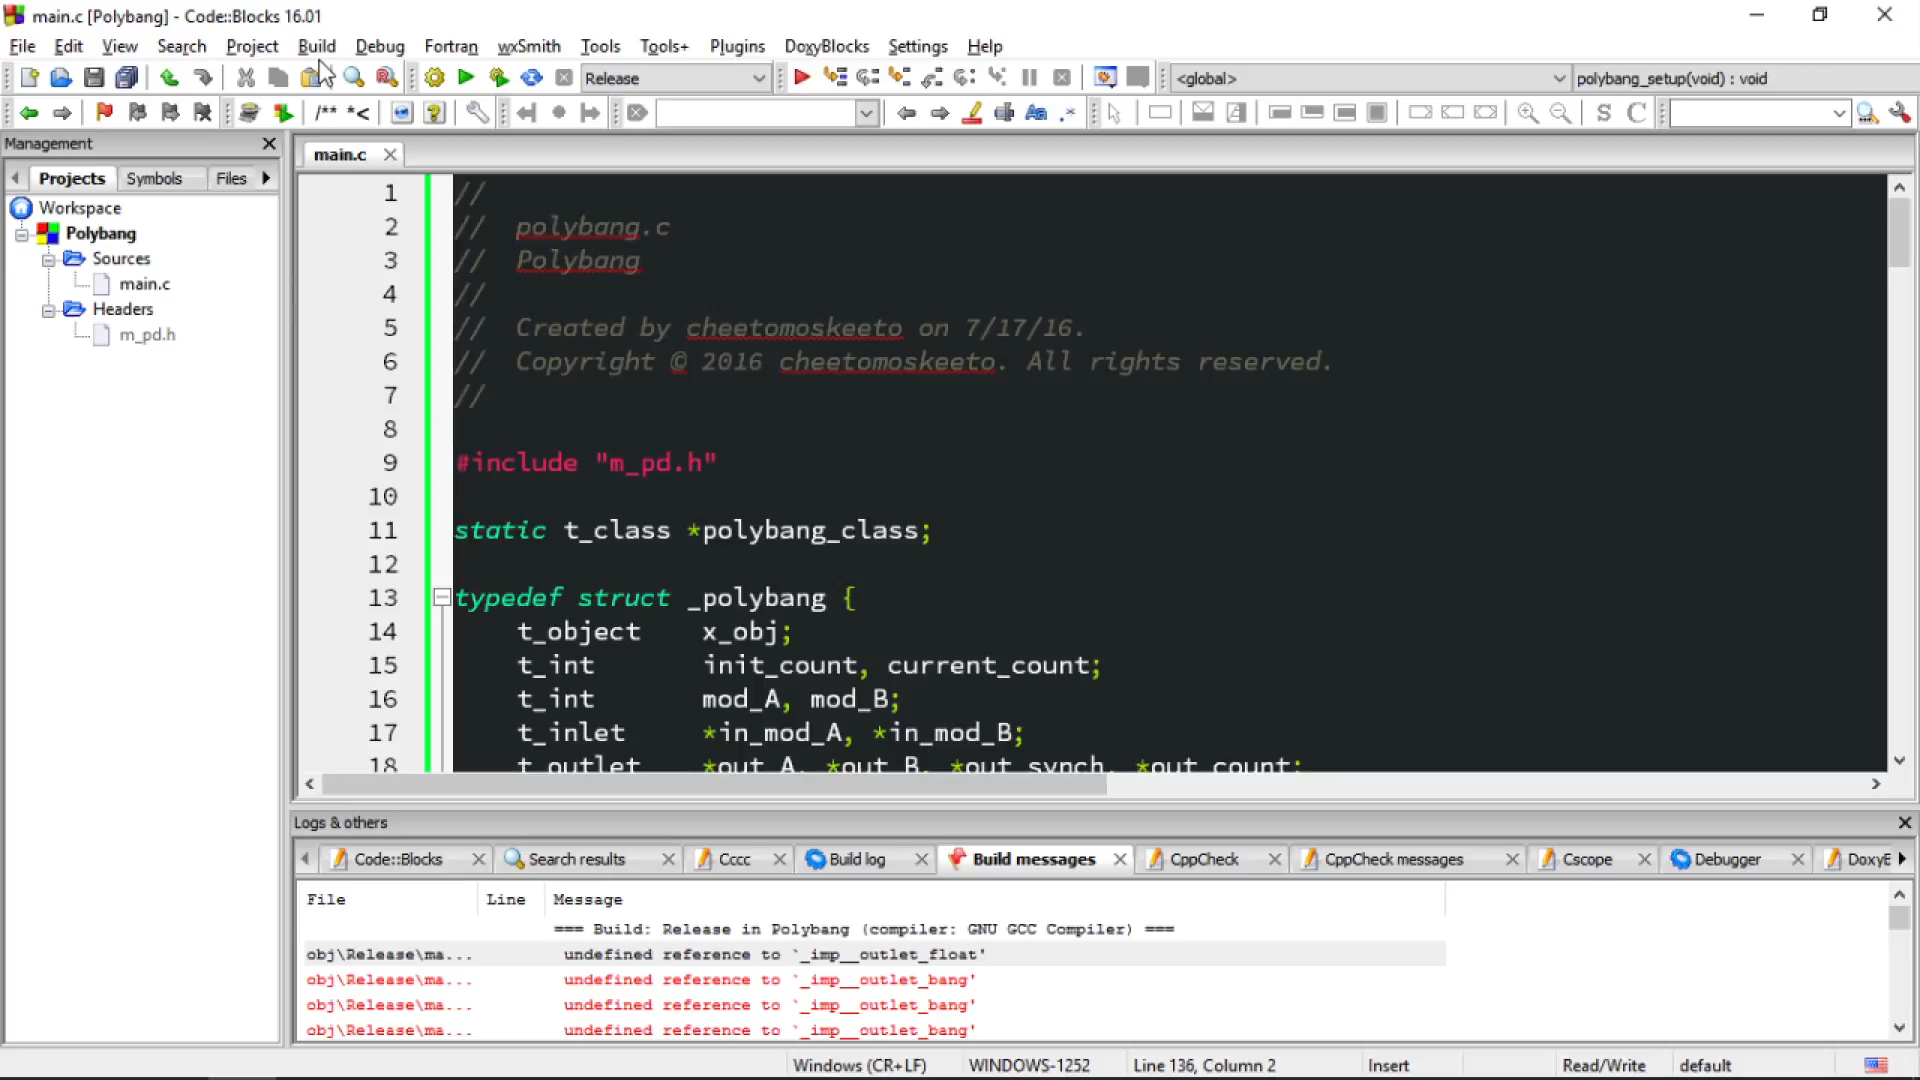 main.c [Polybang] - Code::Blocks 16.01
File Edit View Search Project Build Debug Fortran wxSmith Tools Tools+ Plugins DoxyBlocks Settings Help
Release <global> polybang_setup(void) : void
/** *<
S C
Management
Projects Symbols Files
Workspace
Polybang
Sources
main.c
Headers
m_pd.h
main.c
1 //
2 // polybang.c
3 // Polybang
4 //
5 // Created by cheetomoskeeto on 7/17/16.
6 // Copyright © 2016 cheetomoskeeto. All rights reserved.
7 //
8
9 #include "m_pd.h"
10
11 static t_class *polybang_class;
12
13 typedef struct _polybang {
14 t_object x_obj;
15 t_int init_count, current_count;
16 t_int mod_A, mod_B;
17 t_inlet *in_mod_A, *in_mod_B;
18 t_outlet *out_A, *out_B, *out_synch, *out_count;
Logs & others
Code::Blocks Search results Cccc Build log Build messages CppCheck CppCheck messages Cscope Debugger DoxyB
File Line Message
=== Build: Release in Polybang (compiler: GNU GCC Compiler) ===
obj\Release\ma... undefined reference to `_imp__outlet_float'
obj\Release\ma... undefined reference to `_imp__outlet_bang'
obj\Release\ma... undefined reference to `_imp__outlet_bang'
obj\Release\ma... undefined reference to `_imp__outlet_bang'
Windows (CR+LF) WINDOWS-1252 Line 136, Column 2 Insert Read/Write default